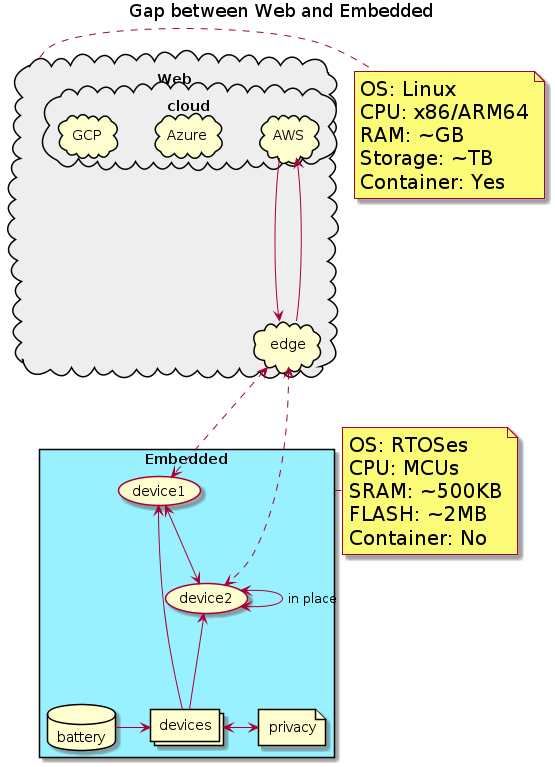 Gap between Web and Embedded
Web
cloud
GCP
Azure
AWS
OS: Linux
CPU: x86/ARM64
RAM: ~GB
Storage: ~TB
Container: Yes
edge
Embedded
device1
OS: RTOSes
CPU: MCUs
SRAM: ~500KB
FLASH: ~2MB
Container: No
device2
in place
battery
devices
privacy